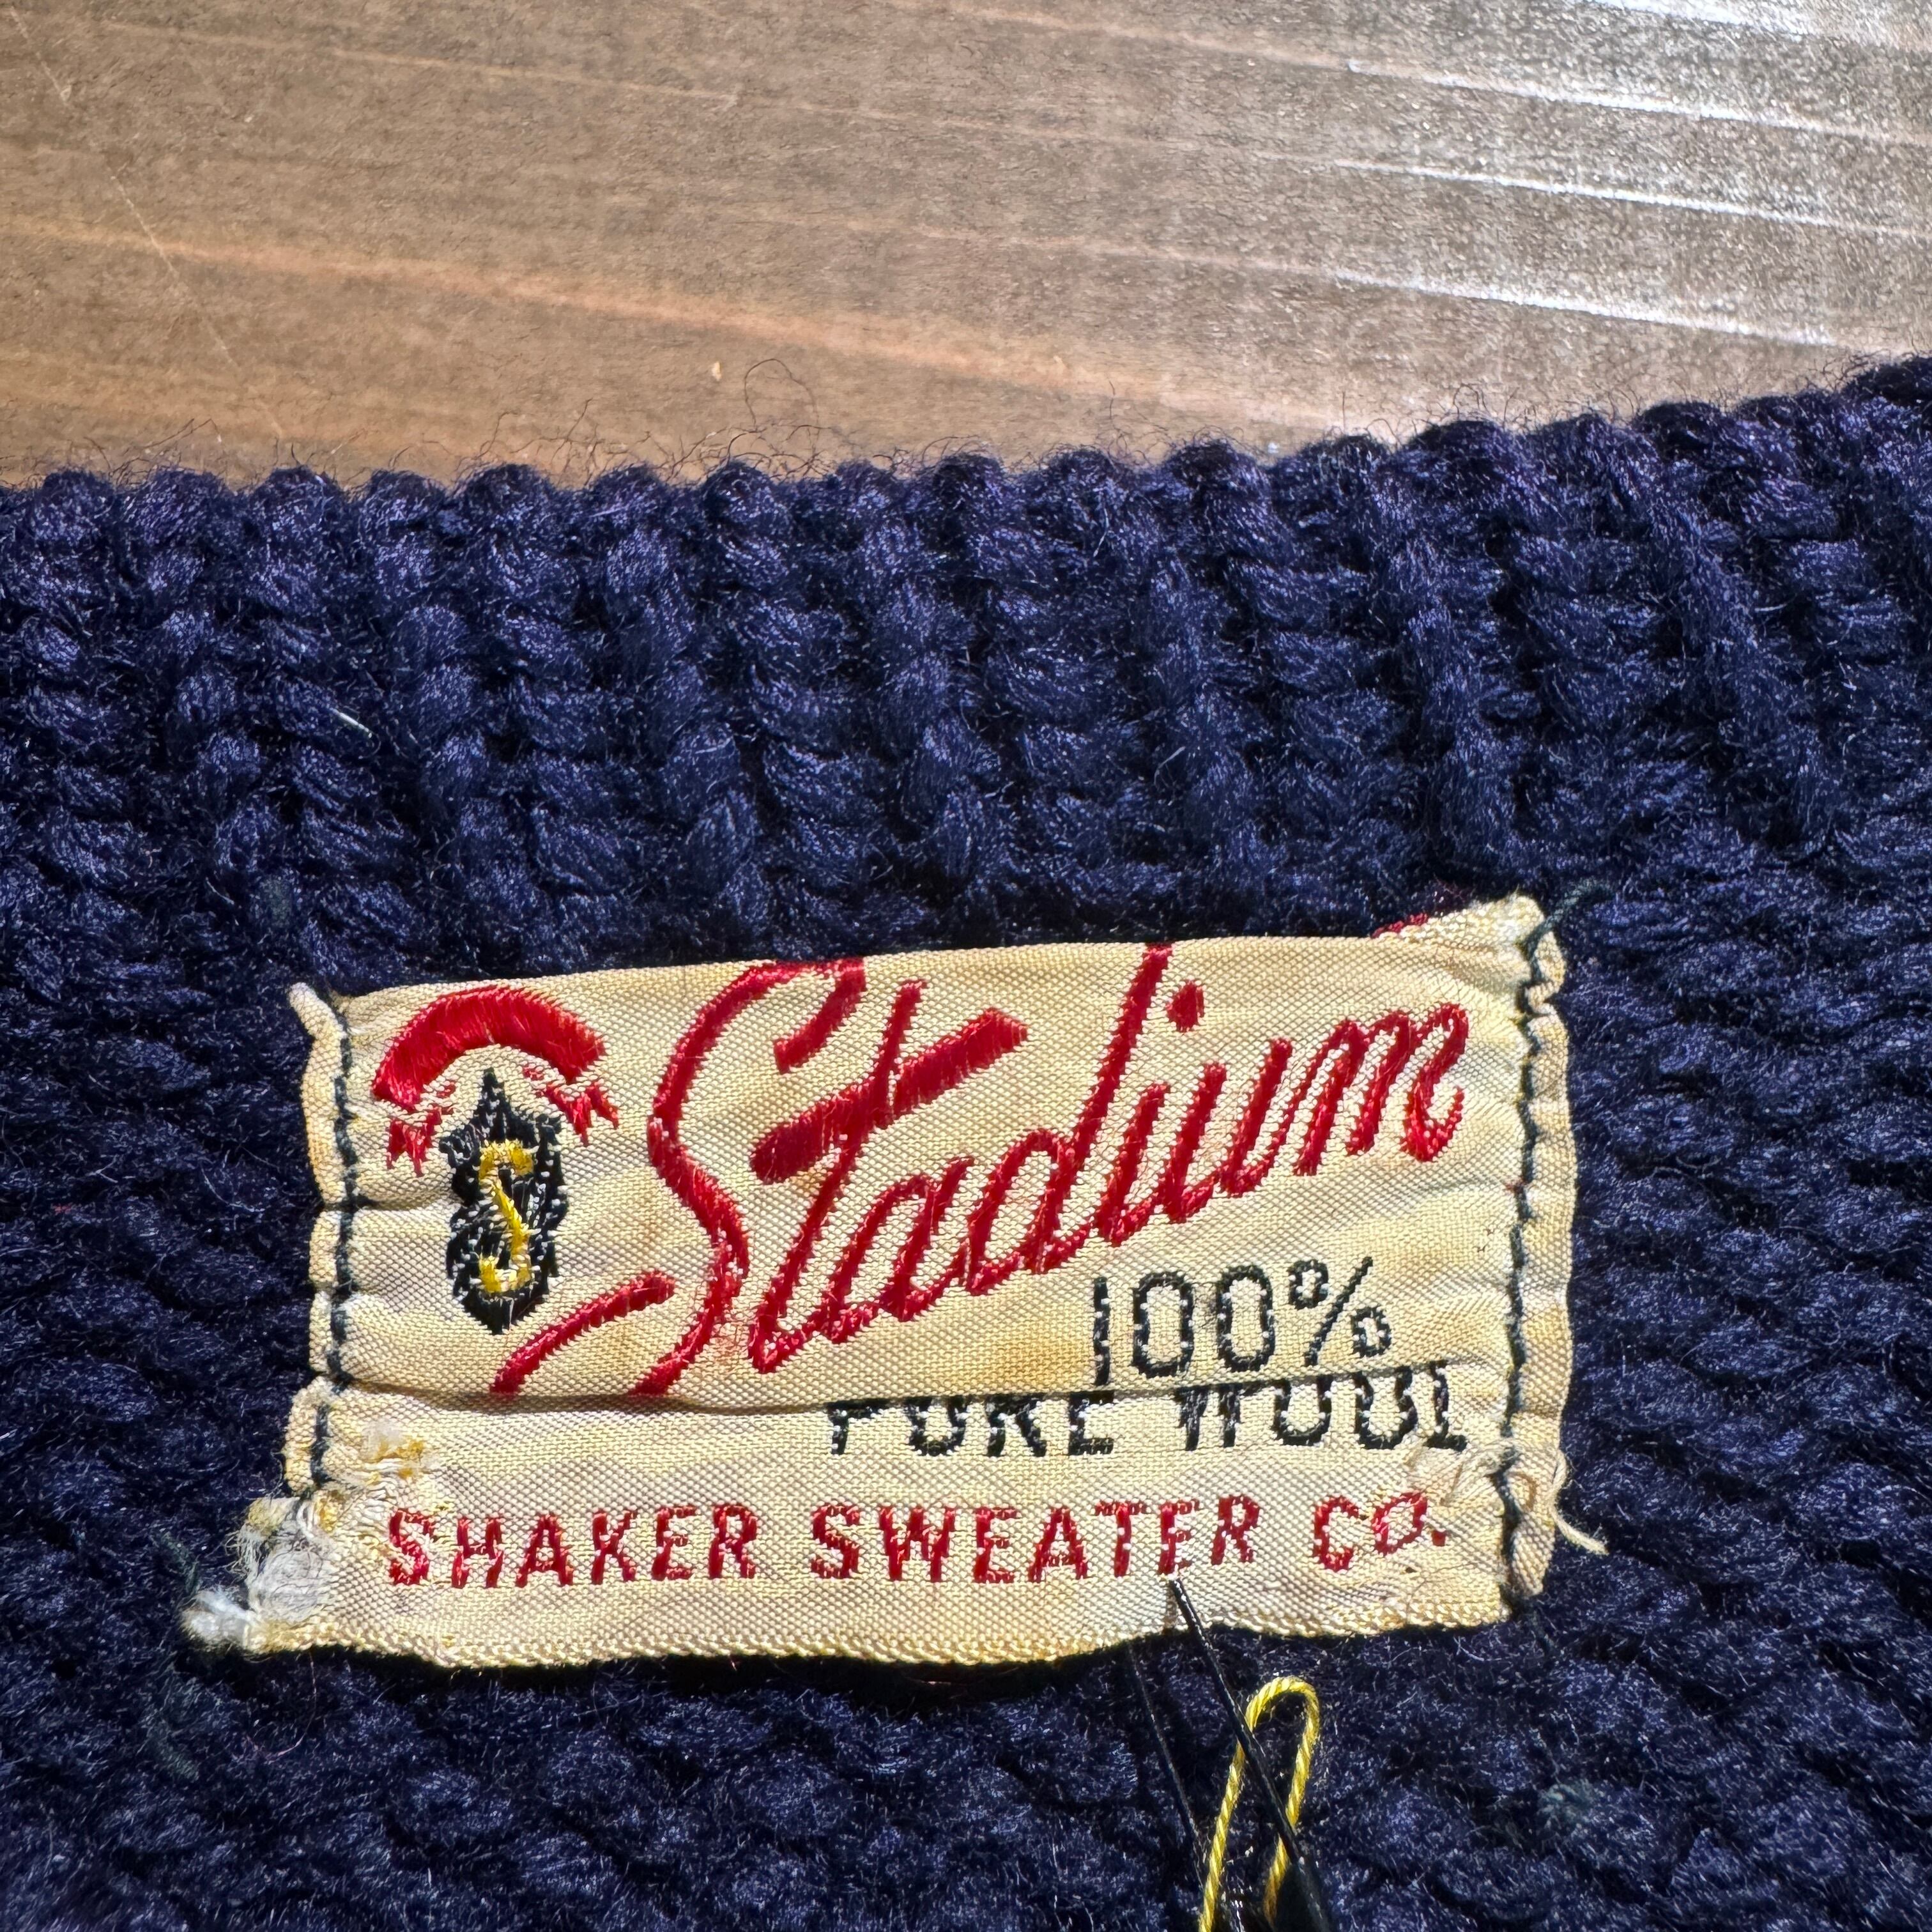 S
Stadium
100%
PURE WOOL
SHAKER SWEATER CO.